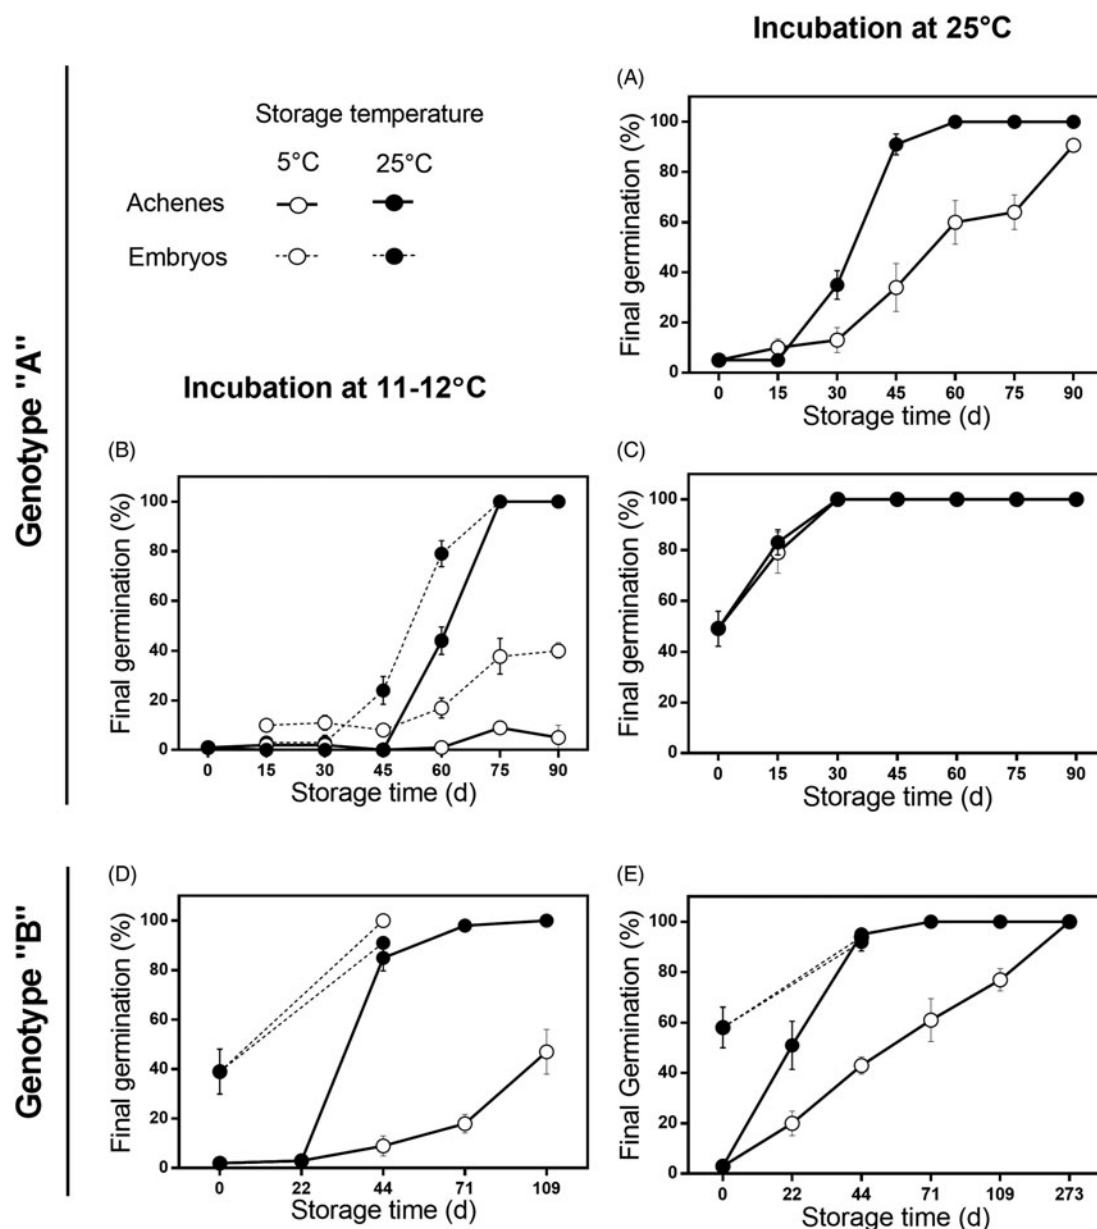 Incubation at 25°C
Genotype "A"
Storage temperature
5°C 25°C
Achenes
Embryos
Incubation at 11-12°C
(A)
Final germination (%)
100
80
60
40
20
0
0 15 30 45 60 75 90
Storage time (d)
(B)
Final germination (%)
100
80
60
40
20
0
0 15 30 45 60 75 90
Storage time (d)
(C)
Final germination (%)
100
80
60
40
20
0
0 15 30 45 60 75 90
Storage time (d)
Genotype "B"
(D)
Final germination (%)
100
80
60
40
20
0
0 22 44 71 109
Storage time (d)
(E)
Final Germination (%)
100
80
60
40
20
0
0 22 44 71 109 273
Storage time (d)